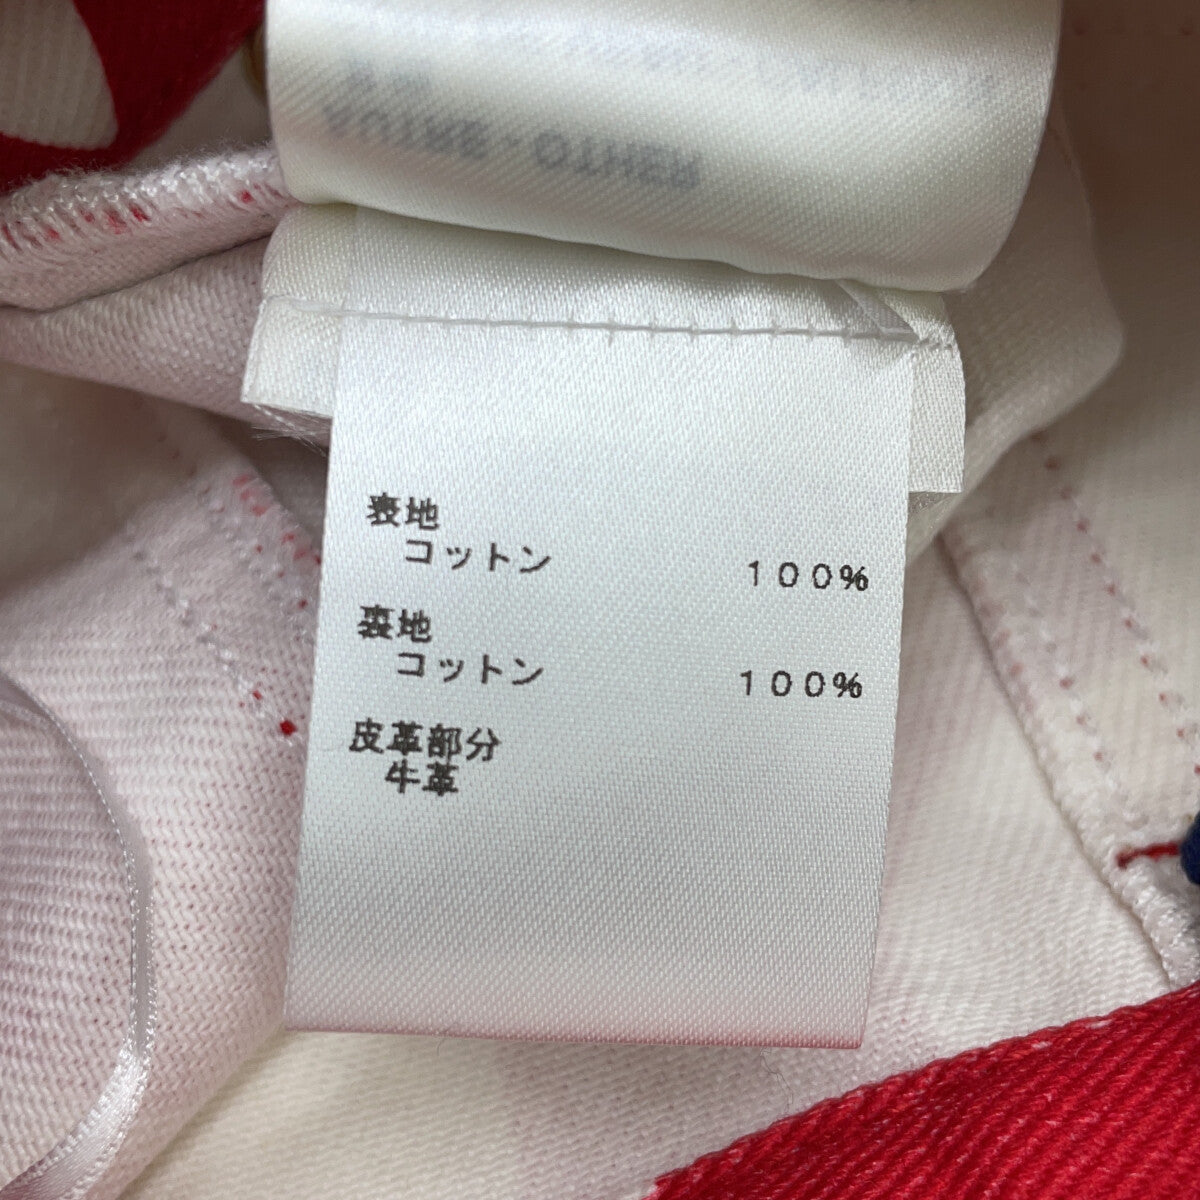 表地
コットン 100%
裏地
コットン 100%
皮革部分
牛革